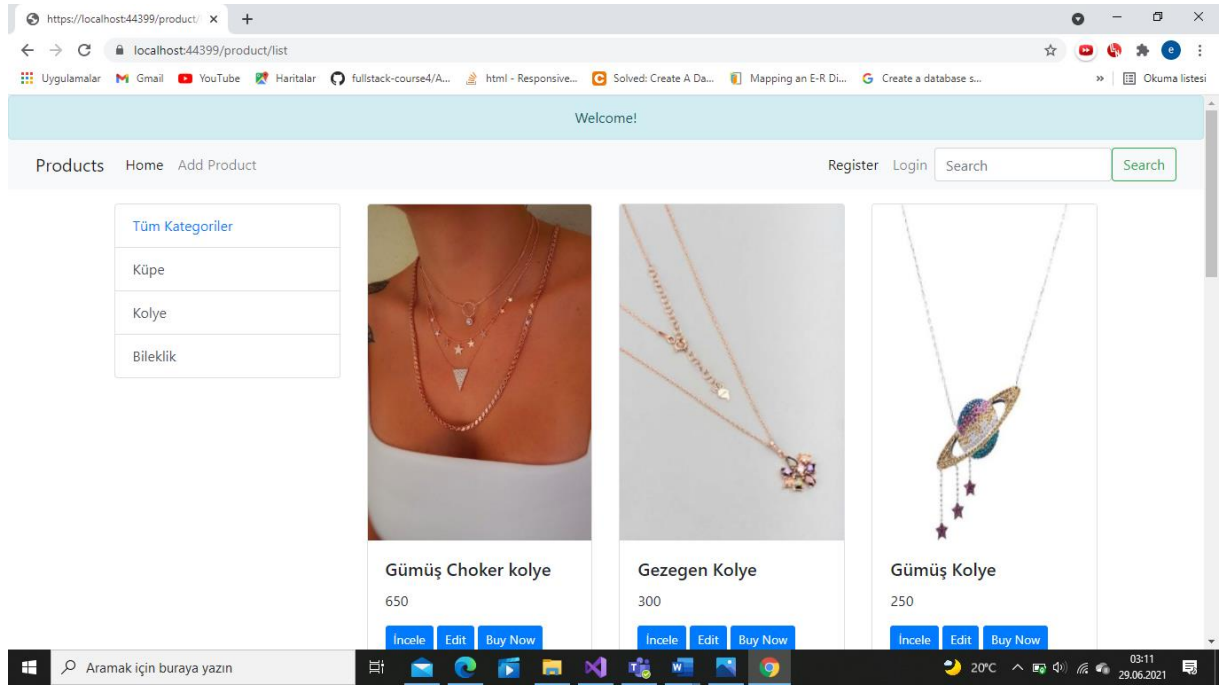 https://localhost:44399/product/
localhost:44399/product/list
Uygulamalar Gmail YouTube Haritalar fullstack-course4/A... html - Responsive... Solved: Create A Da... Mapping an E-R Di... Create a database s... » Okuma listesi
Welcome!
Products Home Add Product Register Login Search Search
Tüm Kategoriler
Küpe
Kolye
Bileklik
Gümüş Choker kolye
650
İncele Edit Buy Now
Gezegen Kolye
300
İncele Edit Buy Now
Gümüş Kolye
250
İncele Edit Buy Now
Aramak için buraya yazın
20°C
03:11
29.06.2021